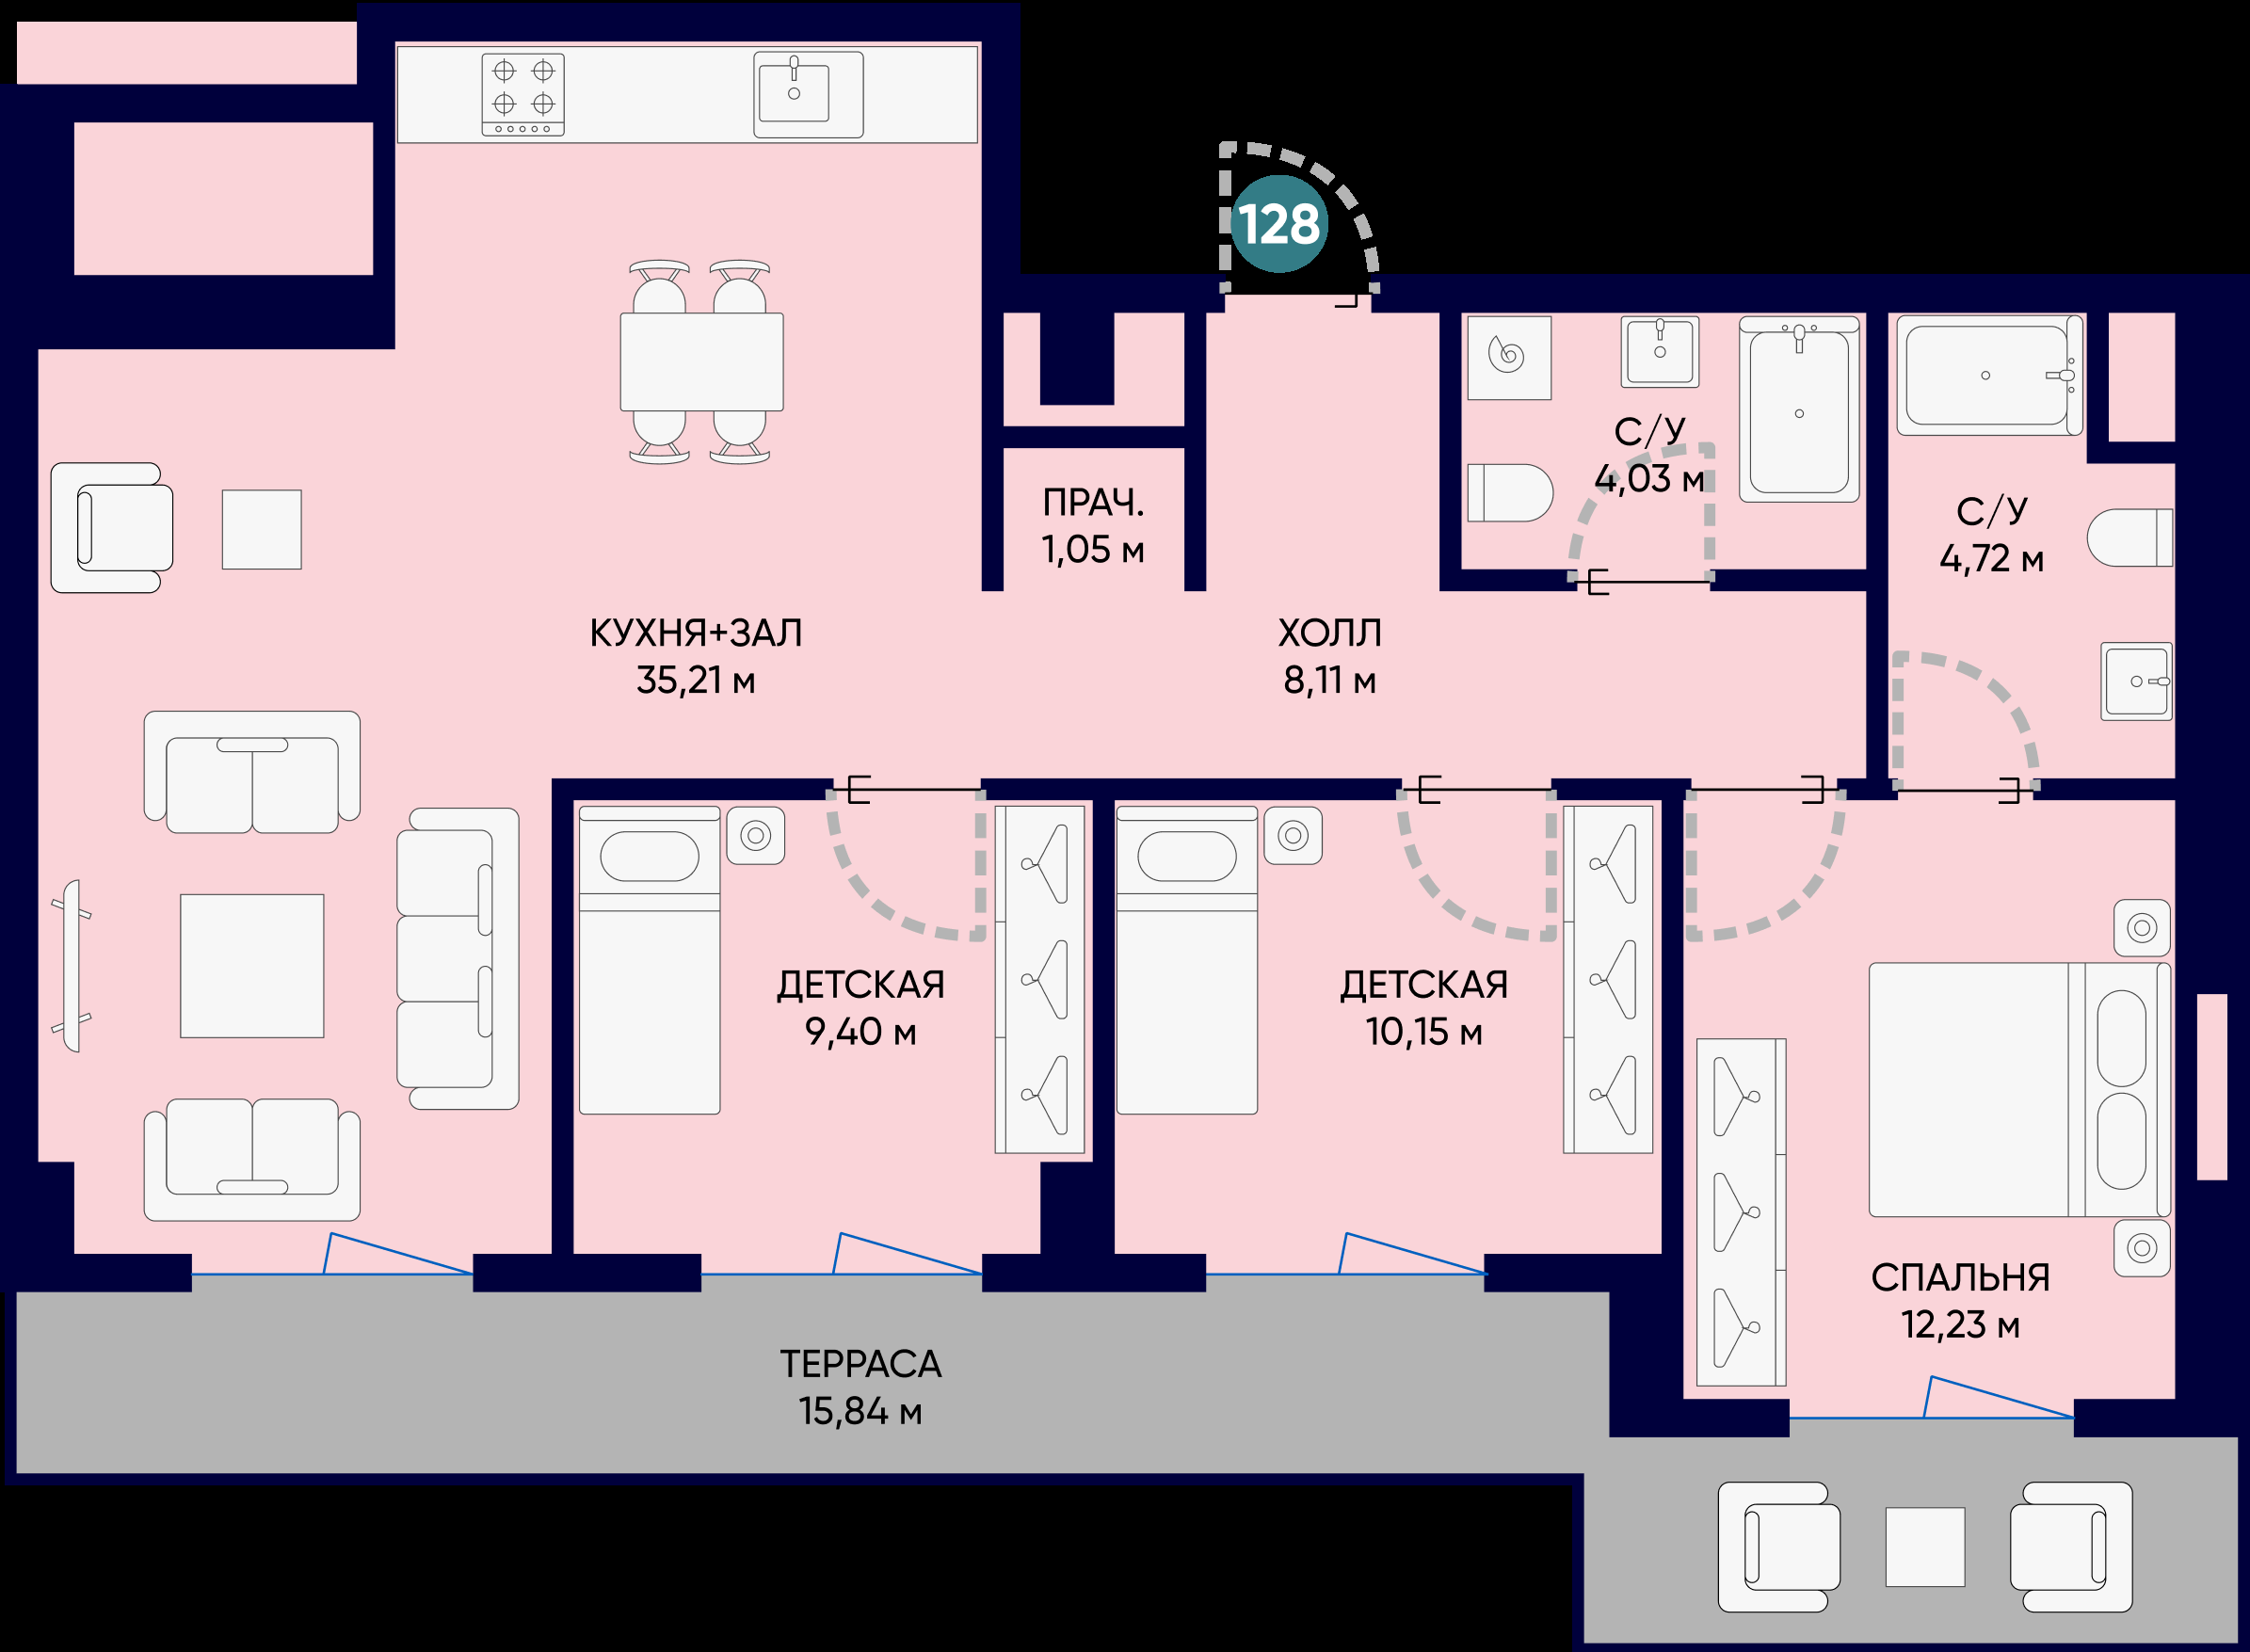 128
С/У
4,03 м
ПРАЧ.
1,05 м
С/У
4,72 м
КУХНЯ+ЗАЛ
35,21 м
ХОЛЛ
8,11 м
ДЕТСКАЯ
9,40 м
ДЕТСКАЯ
10,15 м
СПАЛЬНЯ
12,23 м
ТЕРРАСА
15,84 м